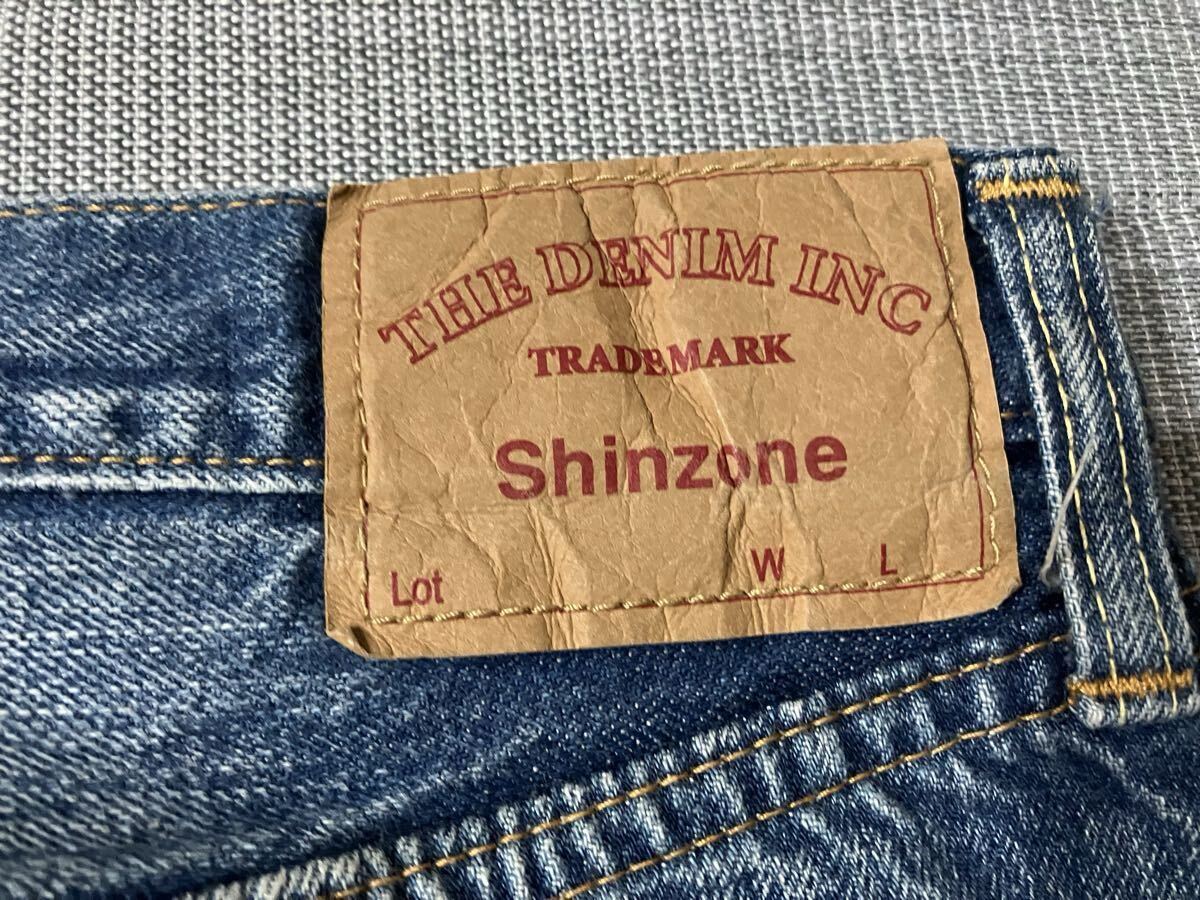 THE DENIM INC
TRADEMARK
Shinzone
Lot W L